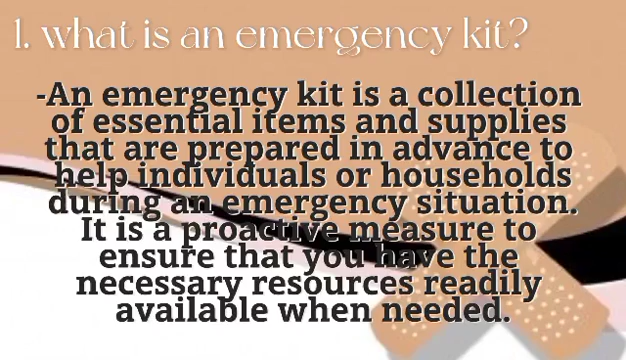 1. what is an emergency kit?
-An emergency kit is a collection
of essential items and supplies
that are prepared in advance to
help individuals or households
during an emergency situation.
It is a proactive measure to
ensure that you have the
necessary resources readily
available when needed.